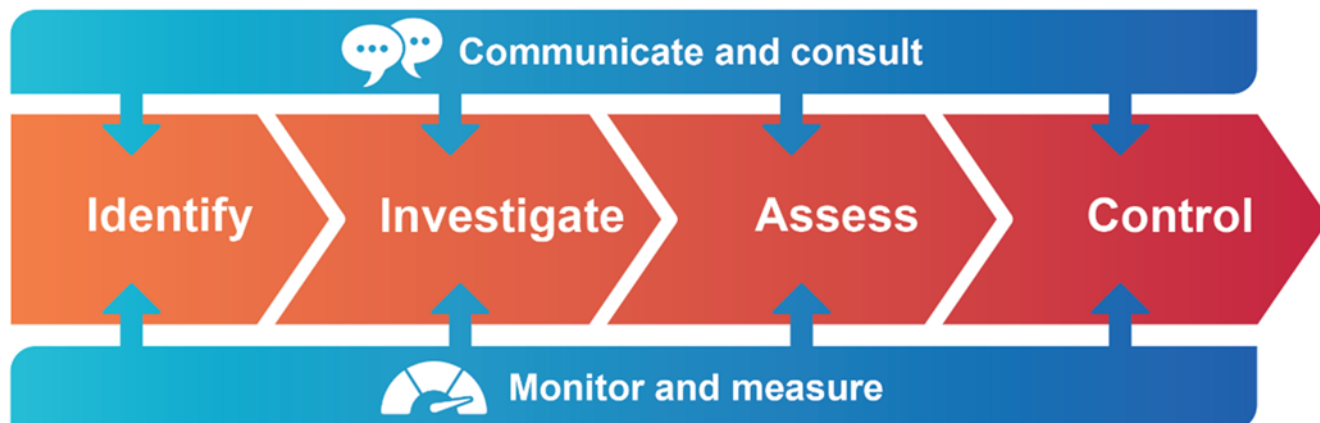 Communicate and consult
Identify
Investigate
Assess
Control
Monitor and measure